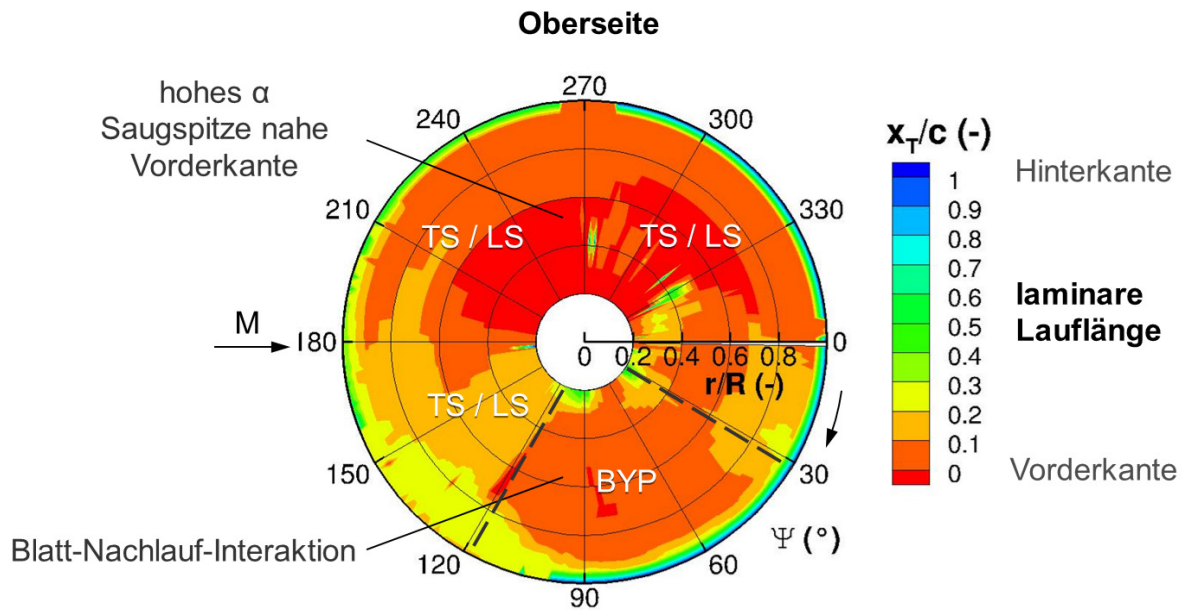 Oberseite
hohes α
Saugspitze nahe
Vorderkante
270
240
300
210
330
TS / LS
TS / LS
M
180
0
0 0.2 0.4 0.6 0.8
r/R (-)
TS / LS
150
30
BYP
Blatt-Nachlauf-Interaktion
120
60
90
Ψ (°)
x_T/c (-)
1
0.9
0.8
0.7
0.6
0.5
0.4
0.3
0.2
0.1
0
Hinterkante
laminare
Lauflänge
Vorderkante